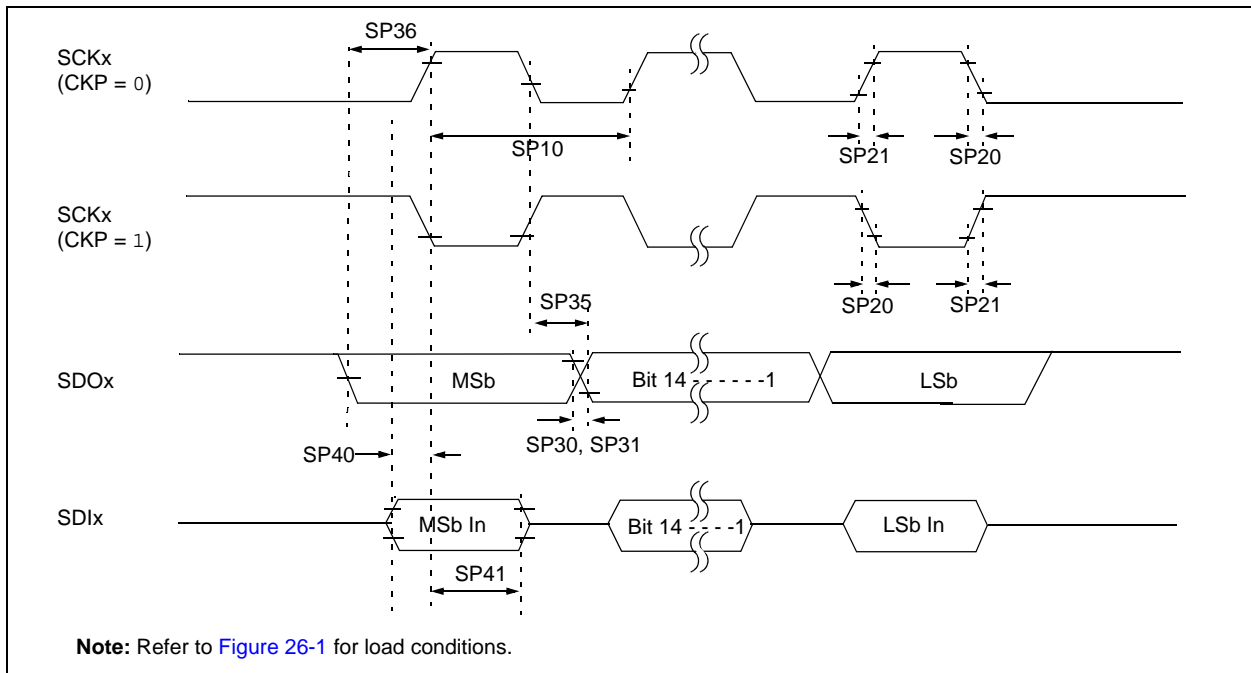 SP36
SCKx
(CKP = 0)
SP10
SP21
SP20
SCKx
(CKP = 1)
SP35
SP20
SP21
SDOx
MSb
Bit 14 - - - - - -1
LSb
SP30, SP31
SP40
SDIx
MSb In
Bit 14 - - - -1
LSb In
SP41
Note: Refer to Figure 26-1 for load conditions.